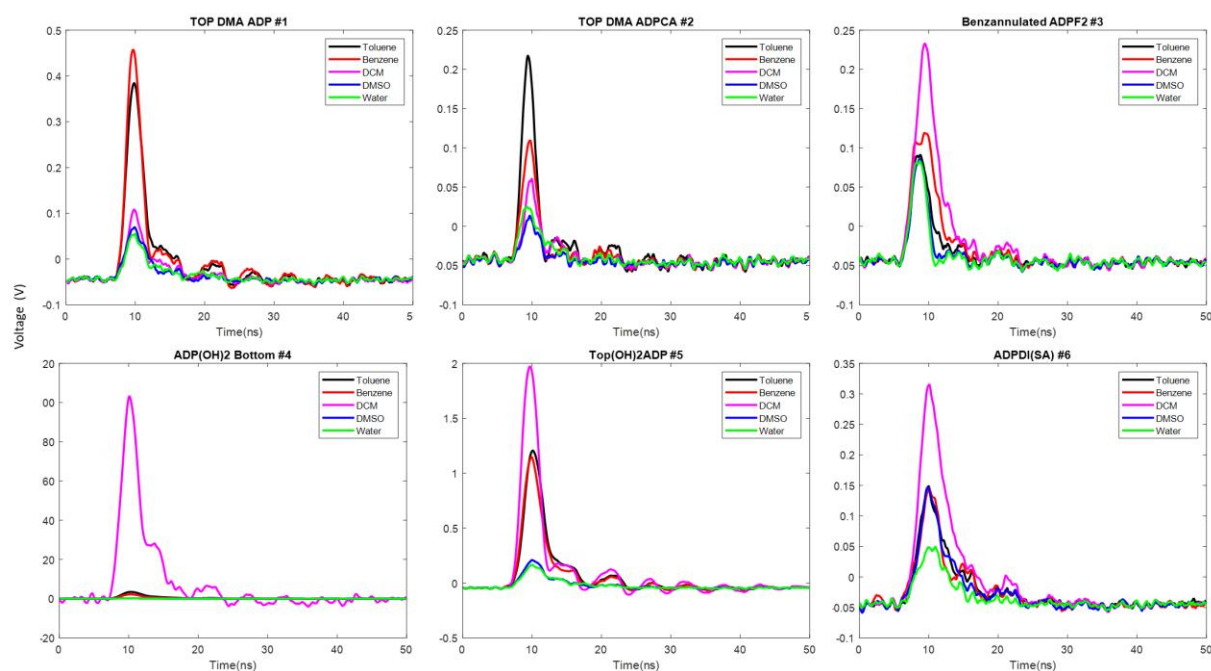 TOP DMA ADP #1
0.5
0.4
0.3
0.2
0.1
0
-0.1
0
10
20
30
40
5
Time(ns)
Toluene
Benzene
DCM
DMSO
Water
TOP DMA ADPCA #2
0.25
0.2
0.15
0.1
0.05
0
-0.05
-0.1
0
10
20
30
40
5
Time(ns)
Toluene
Benzene
DCM
DMSO
Water
Benzannulated ADPF2 #3
0.25
0.2
0.15
0.1
0.05
0
-0.05
-0.1
0
10
20
30
40
50
Time(ns)
Toluene
Benzene
DCM
DMSO
Water
Voltage (V)
ADP(OH)2 Bottom #4
20
00
80
60
40
20
0
-20
0
10
20
30
40
50
Time(ns)
Toluene
Benzene
DCM
DMSO
Water
Top(OH)2ADP #5
2
1.5
1
0.5
0
-0.5
0
10
20
30
40
50
Time(ns)
Toluene
Benzene
DCM
DMSO
Water
ADPDI(SA) #6
0.35
0.3
0.25
0.2
0.15
0.1
0.05
0
-0.05
-0.1
0
10
20
30
40
50
Time(ns)
Toluene
Benzene
DCM
DMSO
Water